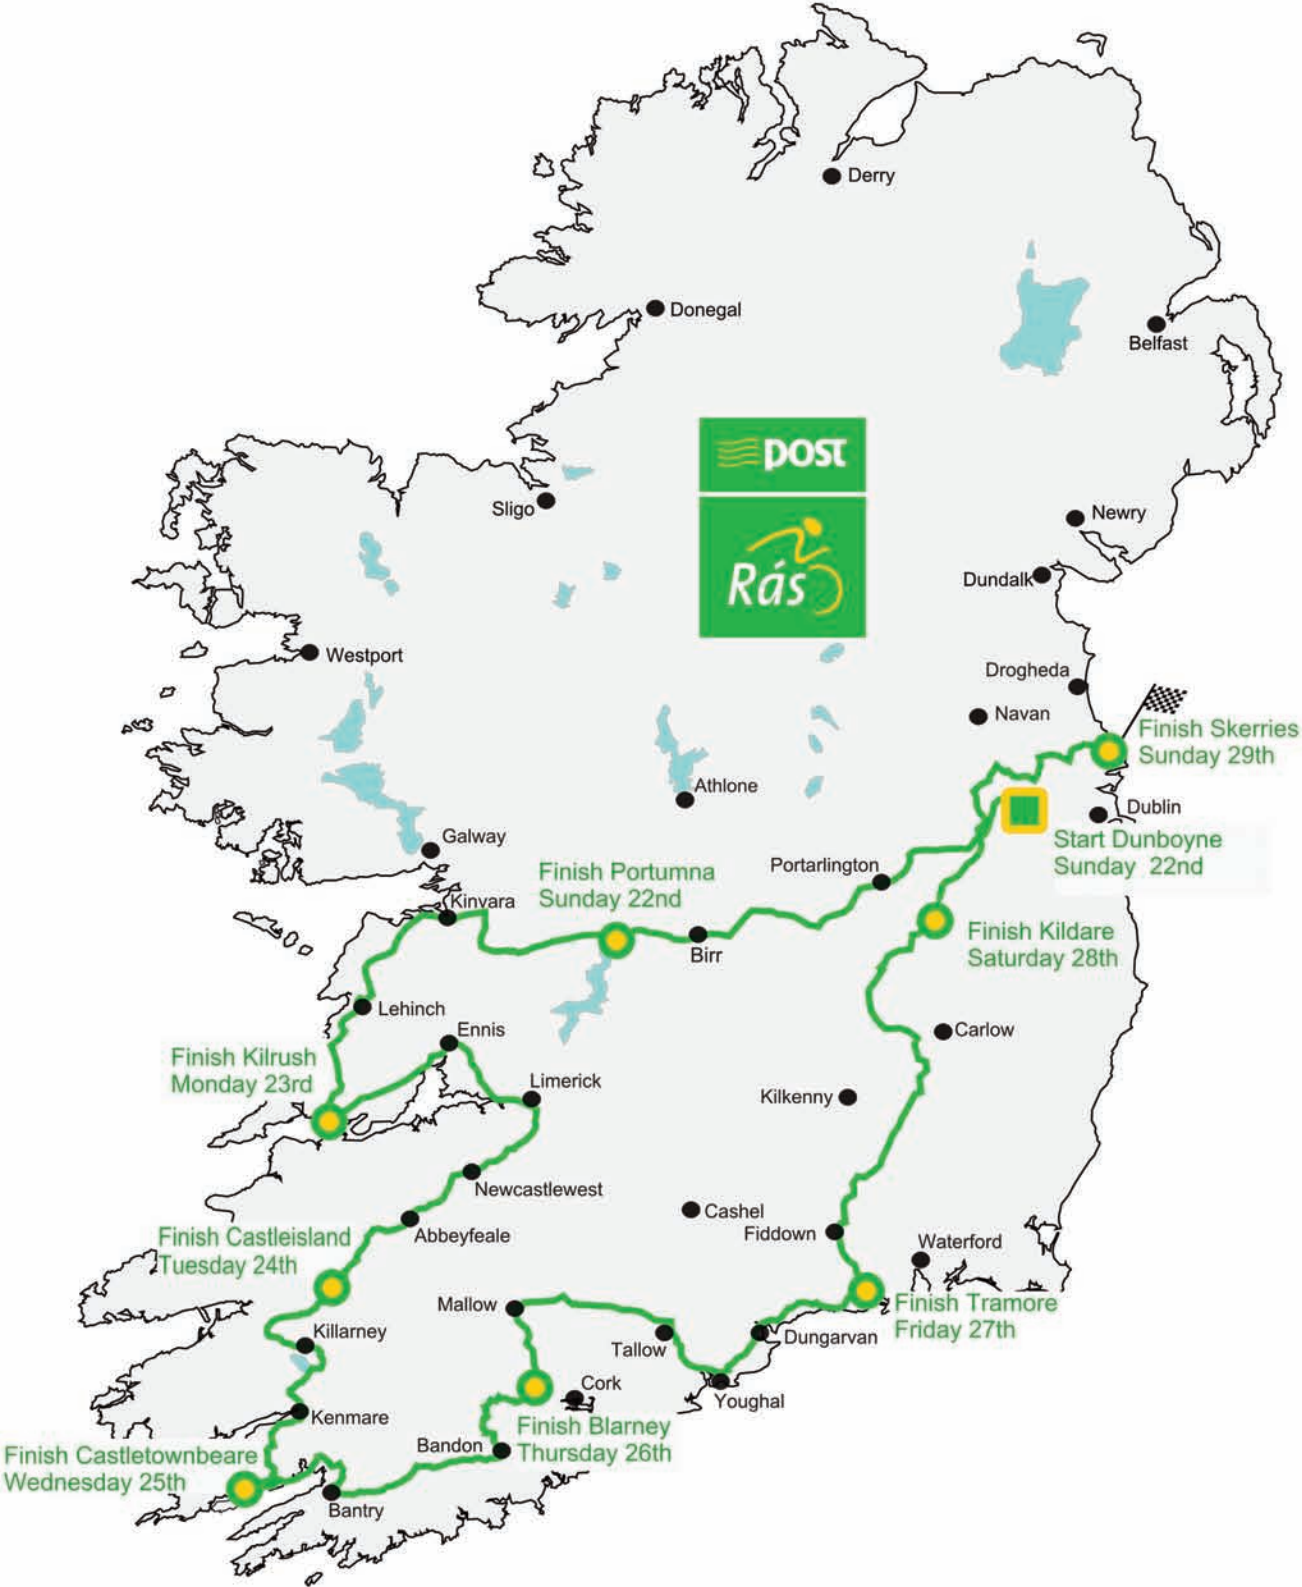 Derry
Donegal
Belfast
post
Sligo
Newry
Rás
Dundalk
Westport
Drogheda
Navan
Finish Skerries
Sunday 29th
Athlone
Dublin
Galway
Start Dunboyne
Sunday 22nd
Portarlington
Finish Portumna
Sunday 22nd
Kinvara
Birr
Finish Kildare
Saturday 28th
Lehinch
Ennis
Carlow
Finish Kilrush
Monday 23rd
Limerick
Kilkenny
Newcastlewest
Cashel
Abbeyfeale
Fiddown
Waterford
Finish Castleisland
Tuesday 24th
Mallow
Finish Tramore
Friday 27th
Killarney
Tallow
Dungarvan
Cork
Youghal
Kenmare
Finish Blarney
Thursday 26th
Bandon
Finish Castletownbeare
Wednesday 25th
Bantry